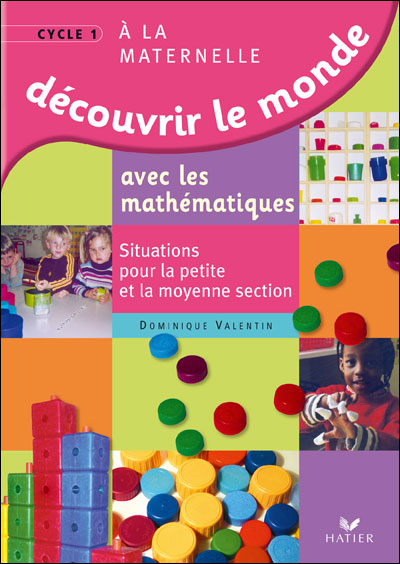 CYCLE 1
À LA
MATERNELLE
découvrir le monde
avec les
mathématiques
Situations
pour la petite
et la moyenne section
DOMINIQUE VALENTIN
HATIER